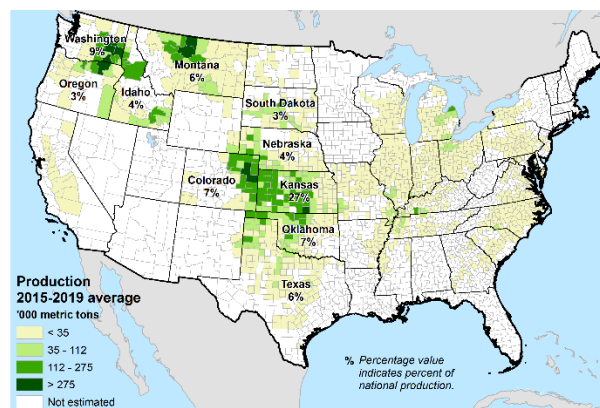 Washington
9%
Montana
6%
Oregon
3%
Idaho
4%
South Dakota
3%
Nebraska
4%
Colorado
7%
Kansas
27%
Oklahoma
7%
Texas
6%
Production
2015-2019 average
'000 metric tons
< 35
35 - 112
112 - 275
> 275
Not estimated
% Percentage value
indicates percent of
national production.